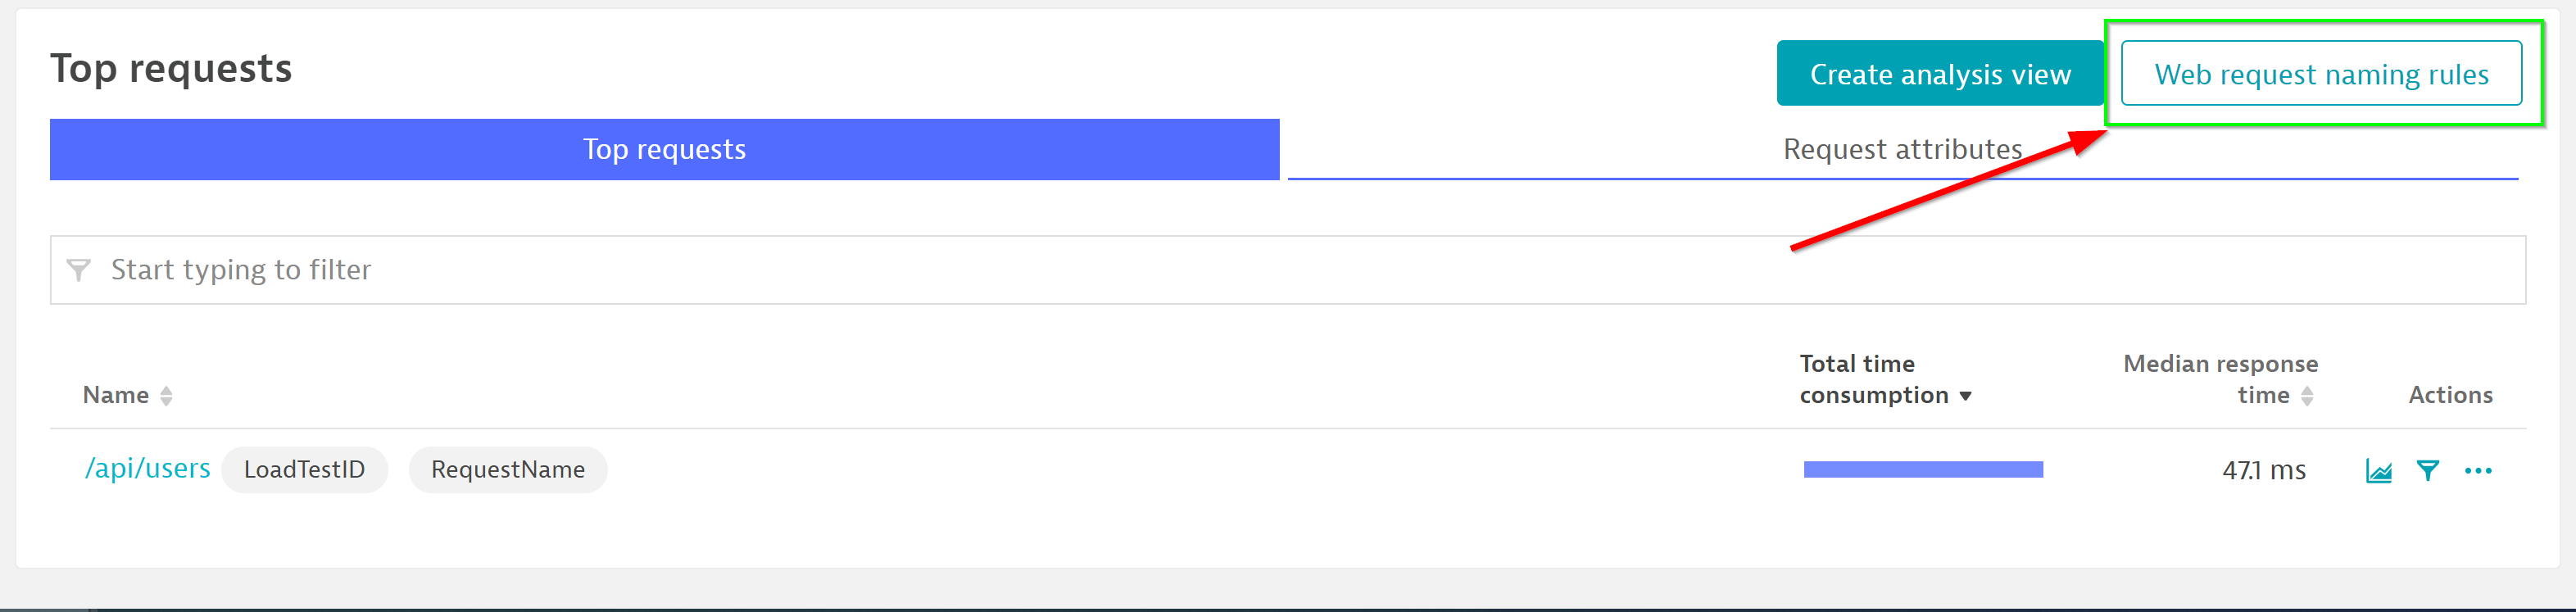 Top requests
Create analysis view
Web request naming rules
Top requests
Request attributes
Start typing to filter
Name
Total time
consumption
Median response
time
Actions
/api/users
LoadTestID
RequestName
47.1 ms